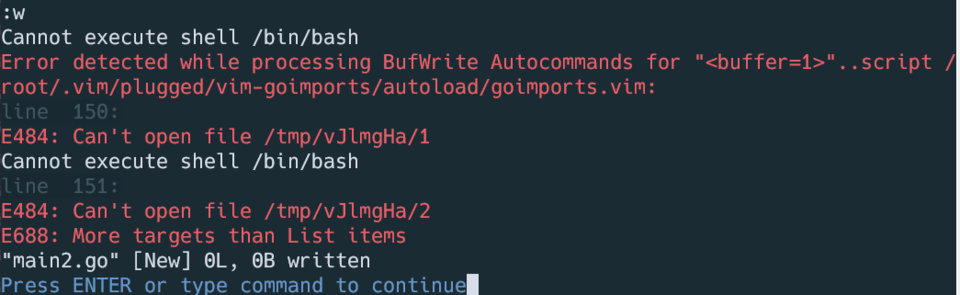 :w
Cannot execute shell /bin/bash
Error detected while processing BufWrite Autocommands for "<buffer=1>"..script /
root/.vim/plugged/vim-goimports/autoload/goimports.vim:
line  150:
E484: Can't open file /tmp/vJlmgHa/1
Cannot execute shell /bin/bash
line  151:
E484: Can't open file /tmp/vJlmgHa/2
E688: More targets than List items
"main2.go" [New] 0L, 0B written
Press ENTER or type command to continue